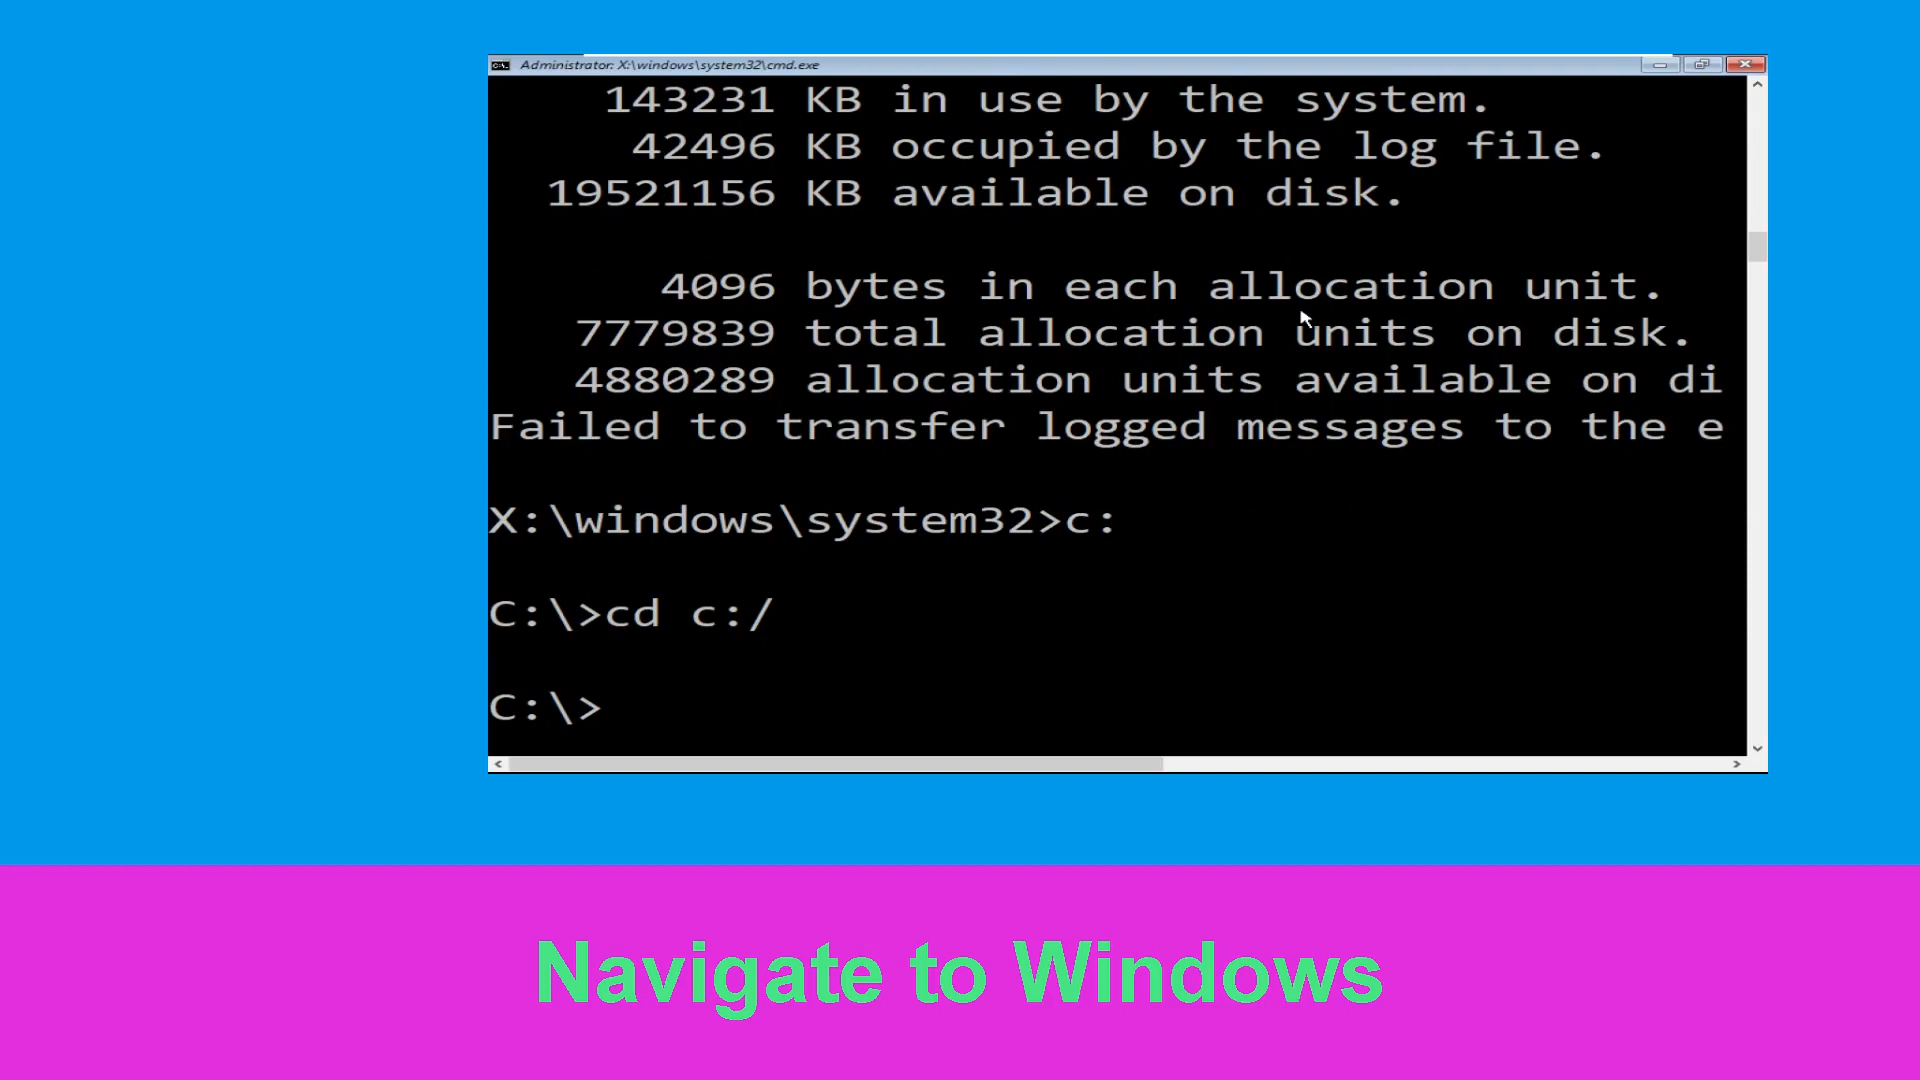 Administrator: X:\windows\system32\cmd.exe
143231 KB in use by the system.
42496 KB occupied by the log file.
19521156 KB available on disk.
4096 bytes in each allocation unit.
7779839 total allocation units on disk.
4880289 allocation units available on di
Failed to transfer logged messages to the e
X:\windows\system32>c:
C:\>cd c:/
C:\>
Navigate to Windows